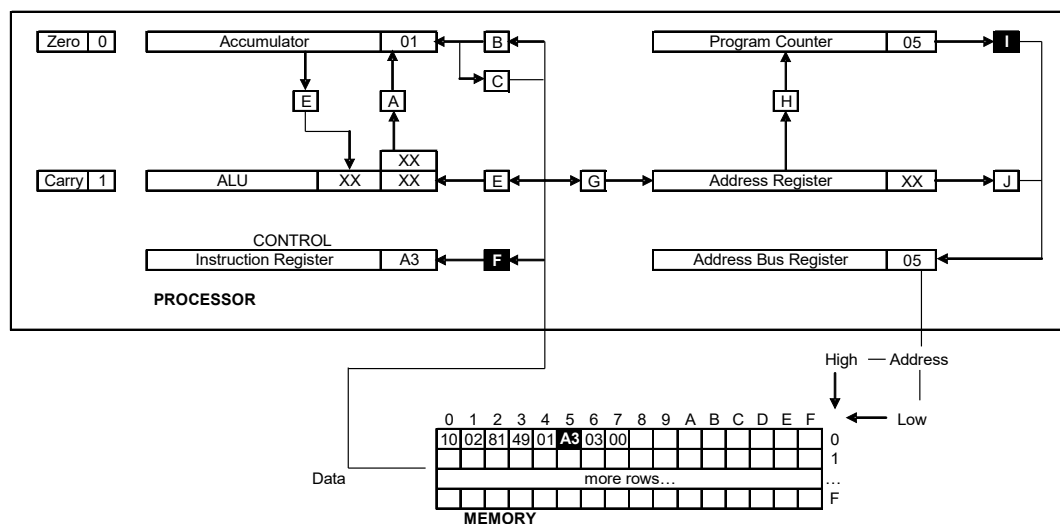 Zero 0 Accumulator 01 B Program Counter 05 I
C
E A H
XX
Carry 1 ALU XX XX E G Address Register XX J
CONTROL
Instruction Register A3 F Address Bus Register 05
PROCESSOR
High Address
0 1 2 3 4 5 6 7 8 9 A B C D E F Low
10 02 81 49 01 A3 03 00 0
1
Data more rows... ...
F
MEMORY